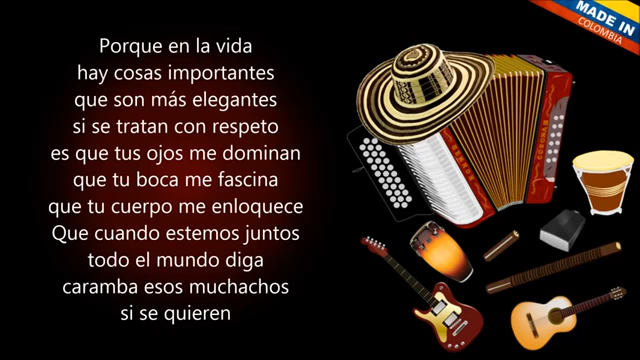 Porque en la vida
hay cosas importantes
que son más elegantes
si se tratan con respeto
es que tus ojos me dominan
que tu boca me fascina
que tu cuerpo me enloquece
Que cuando estemos juntos
todo el mundo diga
caramba esos muchachos
si se quieren
MADE IN
COLOMBIA
HOHNER